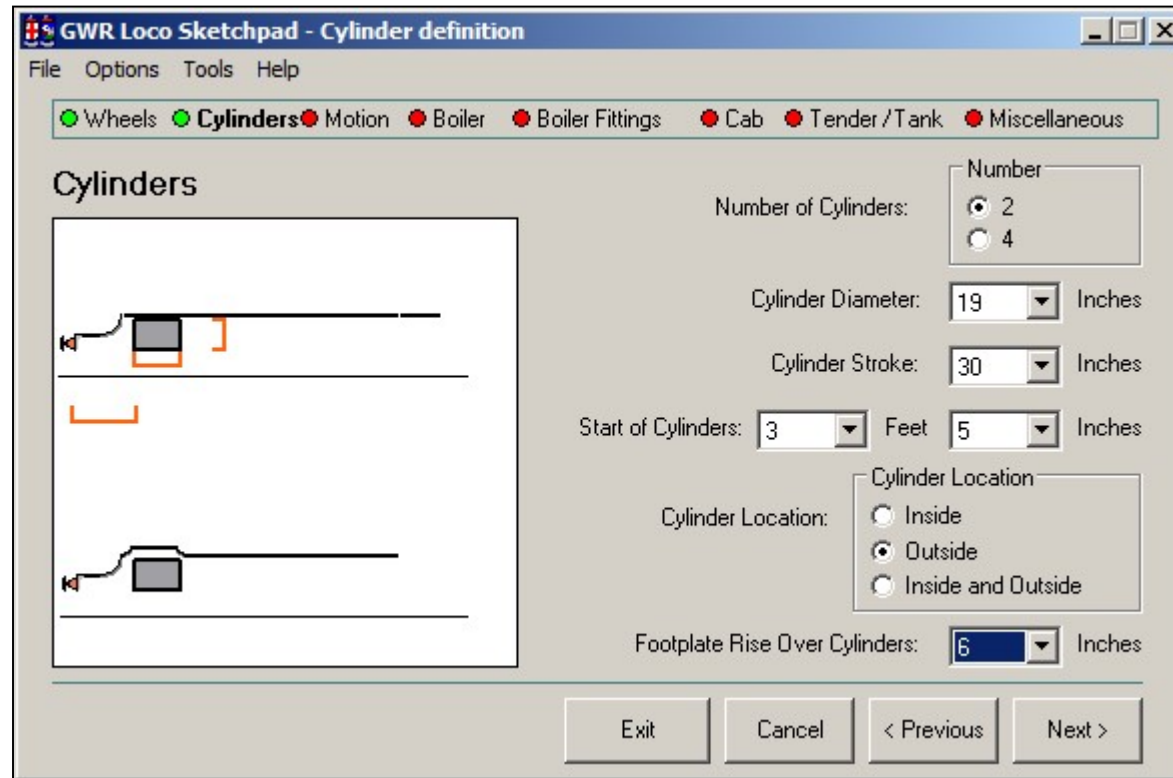 GWR Loco Sketchpad - Cylinder definition
File Options Tools Help
Wheels Cylinders Motion Boiler Boiler Fittings Cab Tender/Tank Miscellaneous
Cylinders
Number
Number of Cylinders: 2
4
Cylinder Diameter: 19 Inches
Cylinder Stroke: 30 Inches
Start of Cylinders: 3 Feet 5 Inches
Cylinder Location
Inside
Cylinder Location: Outside
Inside and Outside
Footplate Rise Over Cylinders: 6 Inches
Exit Cancel < Previous Next >